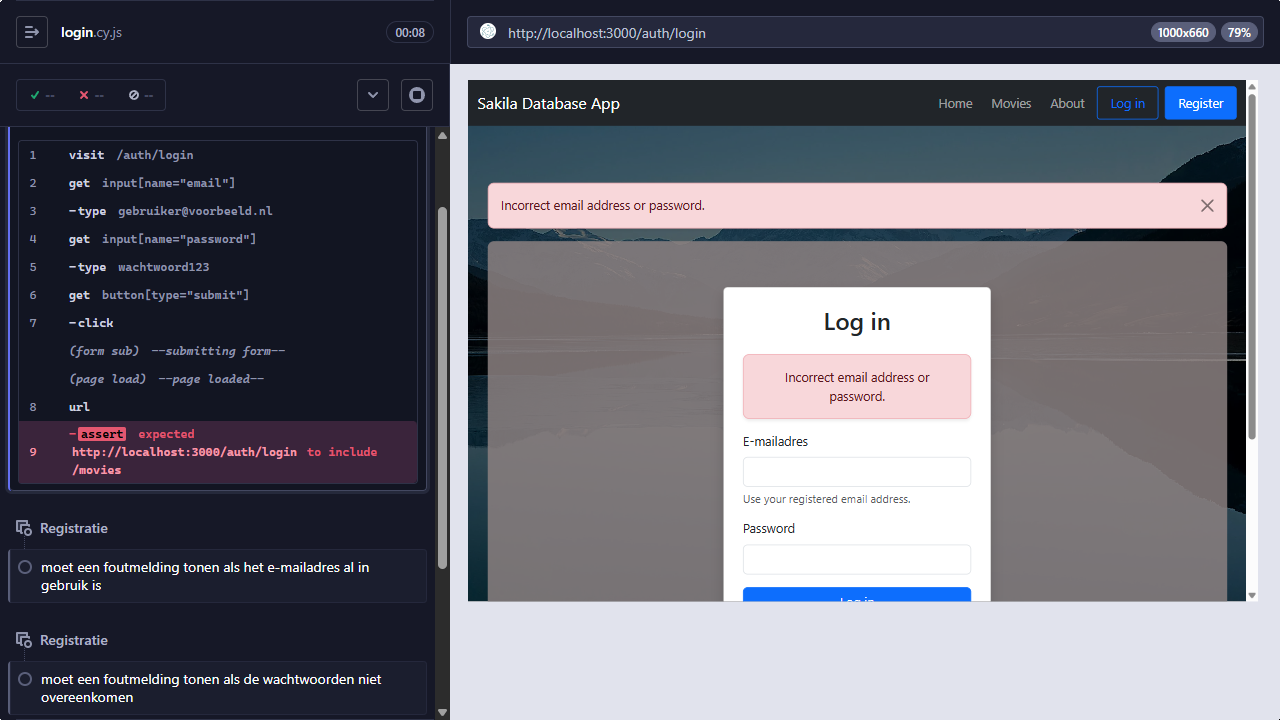 login.cy.js
00:08
--
--
--
1 visit /auth/login
2 get input[name="email"]
3 -type gebruiker@voorbeeld.nl
4 get input[name="password"]
5 -type wachtwoord123
6 get button[type="submit"]
7 -click
(form sub) --submitting form--
(page load) --page loaded--
8 url
-assert expected
9 http://localhost:3000/auth/login to include
/movies
Registratie
moet een foutmelding tonen als het e-mailadres al in
gebruik is
Registratie
moet een foutmelding tonen als de wachtwoorden niet
overeenkomen
http://localhost:3000/auth/login
1000x660
79%
Sakila Database App
Home
Movies
About
Log in
Register
Incorrect email address or password.
Log in
Incorrect email address or
password.
E-mailadres
Use your registered email address.
Password
Log in